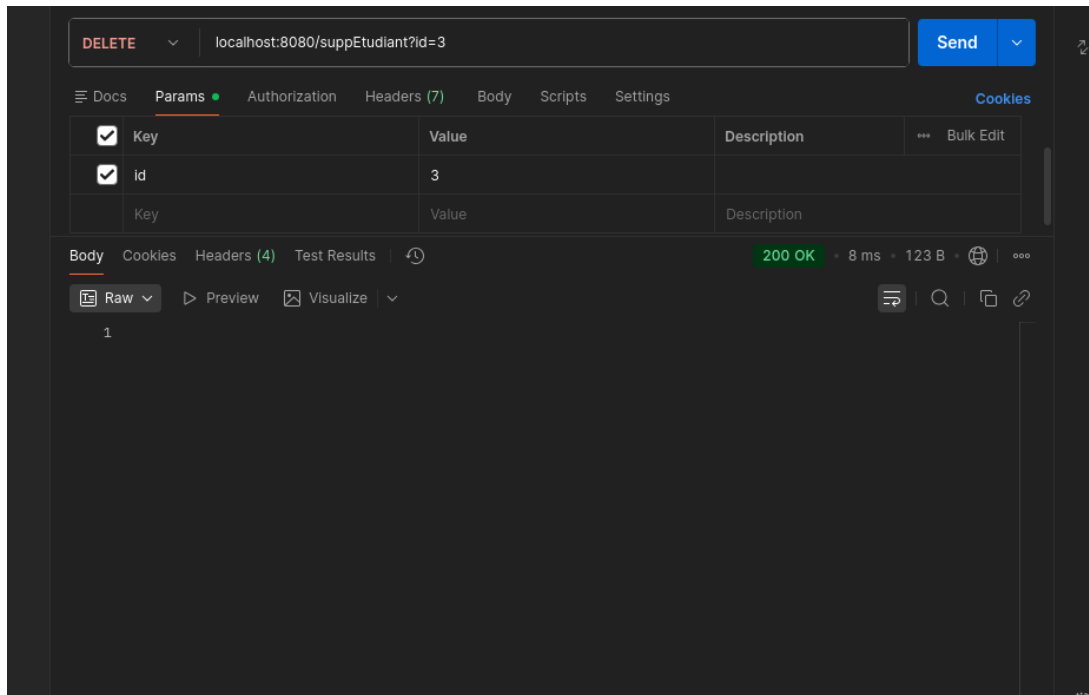 DELETE localhost:8080/suppEtudiant?id=3 Send
Docs Params Authorization Headers (7) Body Scripts Settings Cookies
Key Value Description Bulk Edit
id 3
Key Value Description
Body Cookies Headers (4) Test Results 200 OK 8 ms 123 B
Raw Preview Visualize
1